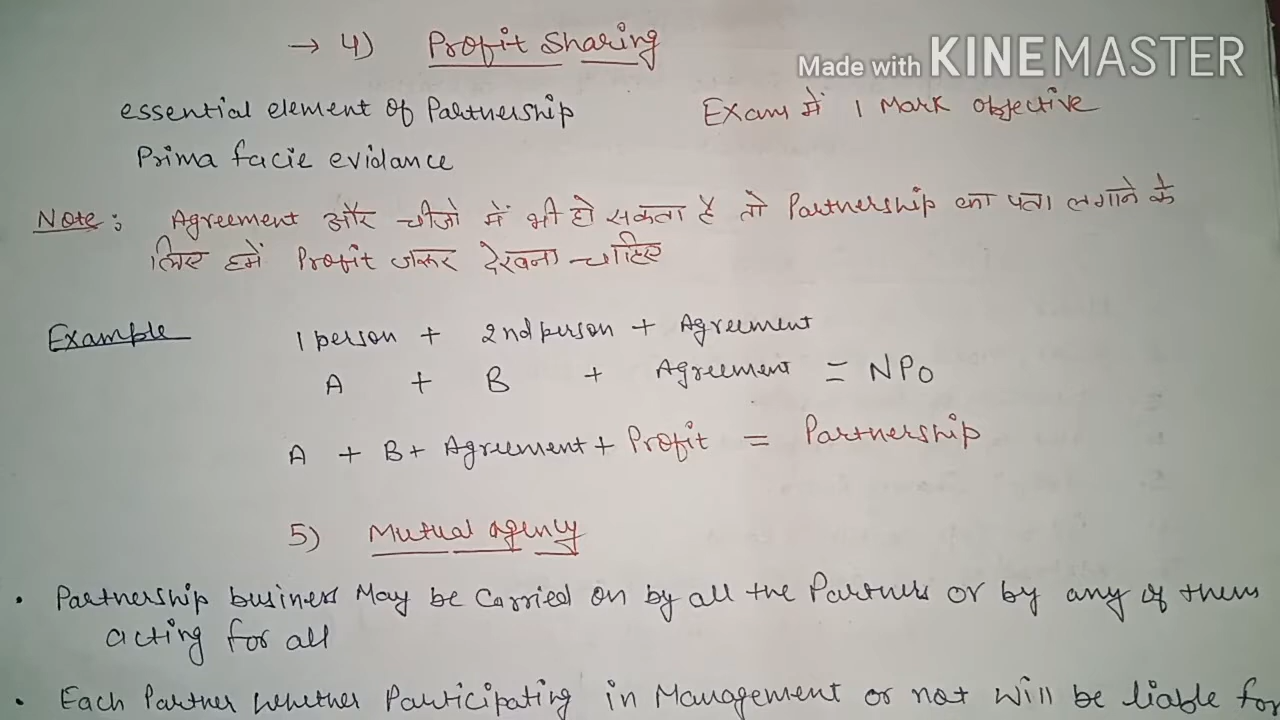 → 4) Profit Sharing
Made with KINEMASTER
essential element of Partnership
Exam में 1 Mark objective
Prima facie evidance
Note: Agreement और चीजो में भी हो सकता है तो Partnership का पता लगाने के
लिए हमें Profit जरूर देखना चाहिए
Example
1 person + 2nd person + Agreement
A + B + Agreement = NPO
A + B + Agreement + Profit = Partnership
5) Mutual agency
• Partnership business May be Carried on by all the Partners or by any of them
acting for all
• Each Partner whether Participating in Management or not will be liable for